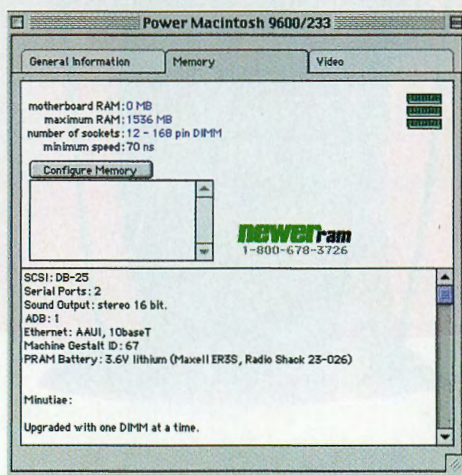 Power Macintosh 9600/233
General Information
Memory
Video
motherboard RAM: 0 MB
maximum RAM: 1536 MB
number of sockets: 12 - 168 pin DIMM
minimum speed: 70 ns
Configure Memory
newerram
1-800-678-3726
SCSI: DB-25
Serial Ports: 2
Sound Output: stereo 16 bit.
ADB: 1
Ethernet: AAUI, 10baseT
Machine Gestalt ID: 67
PRAM Battery: 3.6V lithium (Maxell ER3S, Radio Shack 23-026)
Minutiae:
Upgraded with one DIMM at a time.